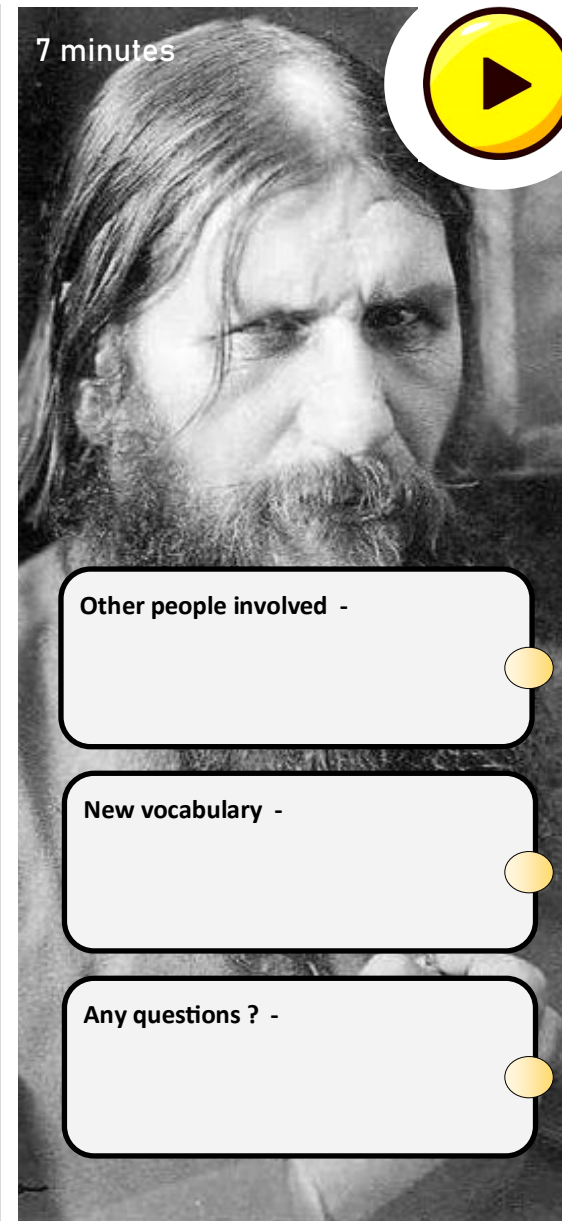 7 minutes
Other people involved  -
New vocabulary  -
Any questions ?  -